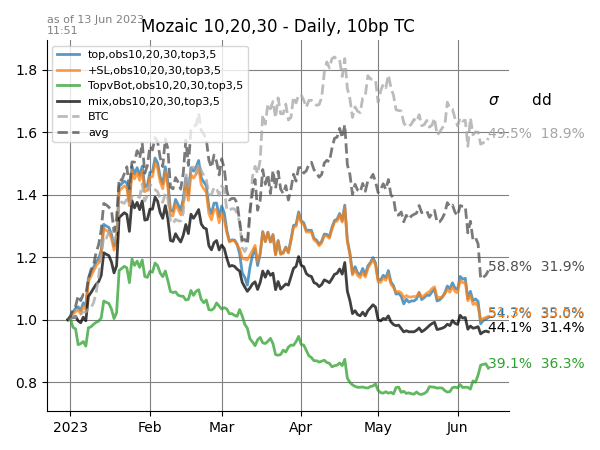 as of 13 Jun 2023
11:51
Mozaic 10,20,30 - Daily, 10bp TC
top,obs10,20,30,top3,5
+SL,obs10,20,30,top3,5
TopvBot,obs10,20,30,top3,5
mix,obs10,20,30,top3,5
BTC
avg
σ dd
49.5% 18.9%
58.8% 31.9%
44.1% 31.4%
39.1% 36.3%
1.8
1.6
1.4
1.2
1.0
0.8
2023 Feb Mar Apr May Jun